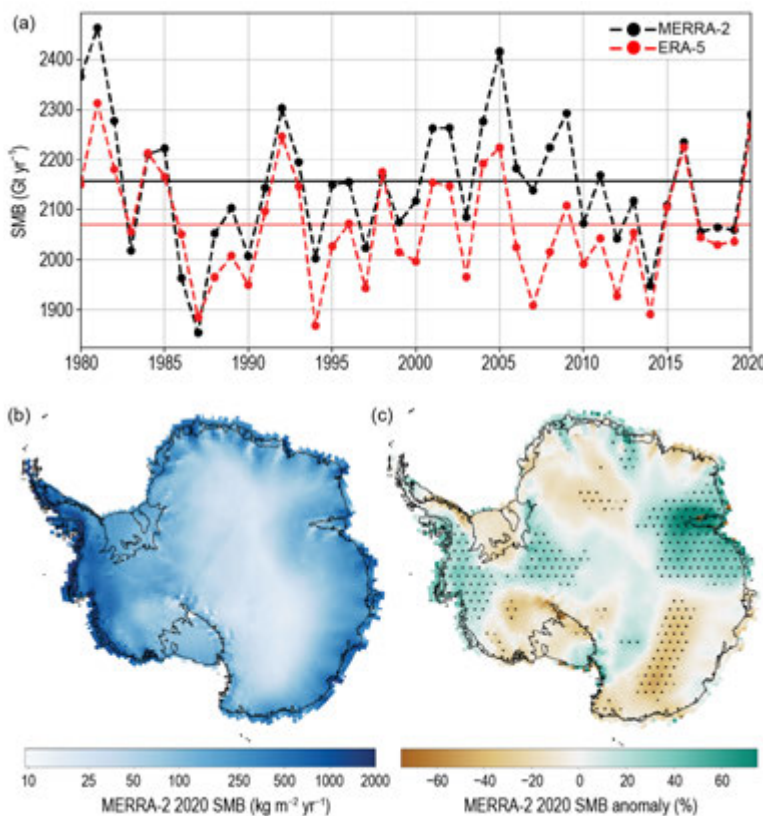 (a)
MERRA-2
ERA-5
SMB (Gt yr⁻¹)
2400
2300
2200
2100
2000
1900
1980 1985 1990 1995 2000 2005 2010 2015 2020
(b)
(c)
10 25 50 100 250 500 1000 2000
MERRA-2 2020 SMB (kg m⁻² yr⁻¹)
−60 −40 −20 0 20 40 60
MERRA-2 2020 SMB anomaly (%)